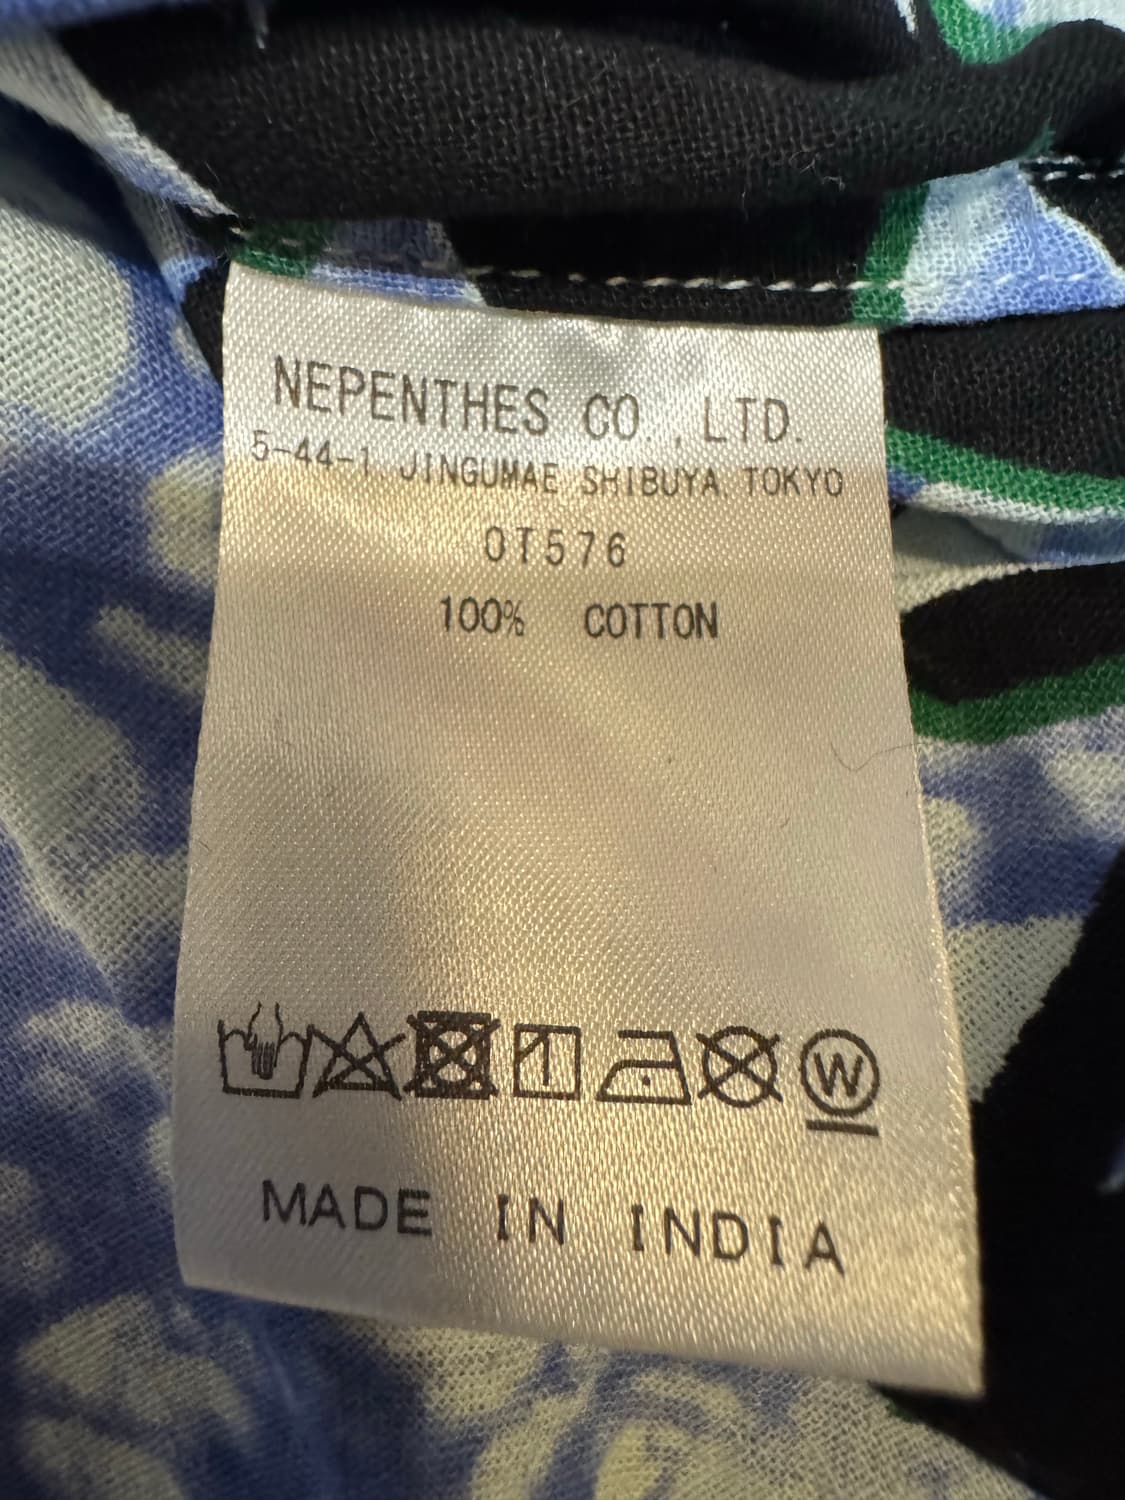 NEPENTHES CO.,LTD.
5-44-1 JINGUMAE SHIBUYA TOKYO
OT576
100% COTTON
W
MADE IN INDIA